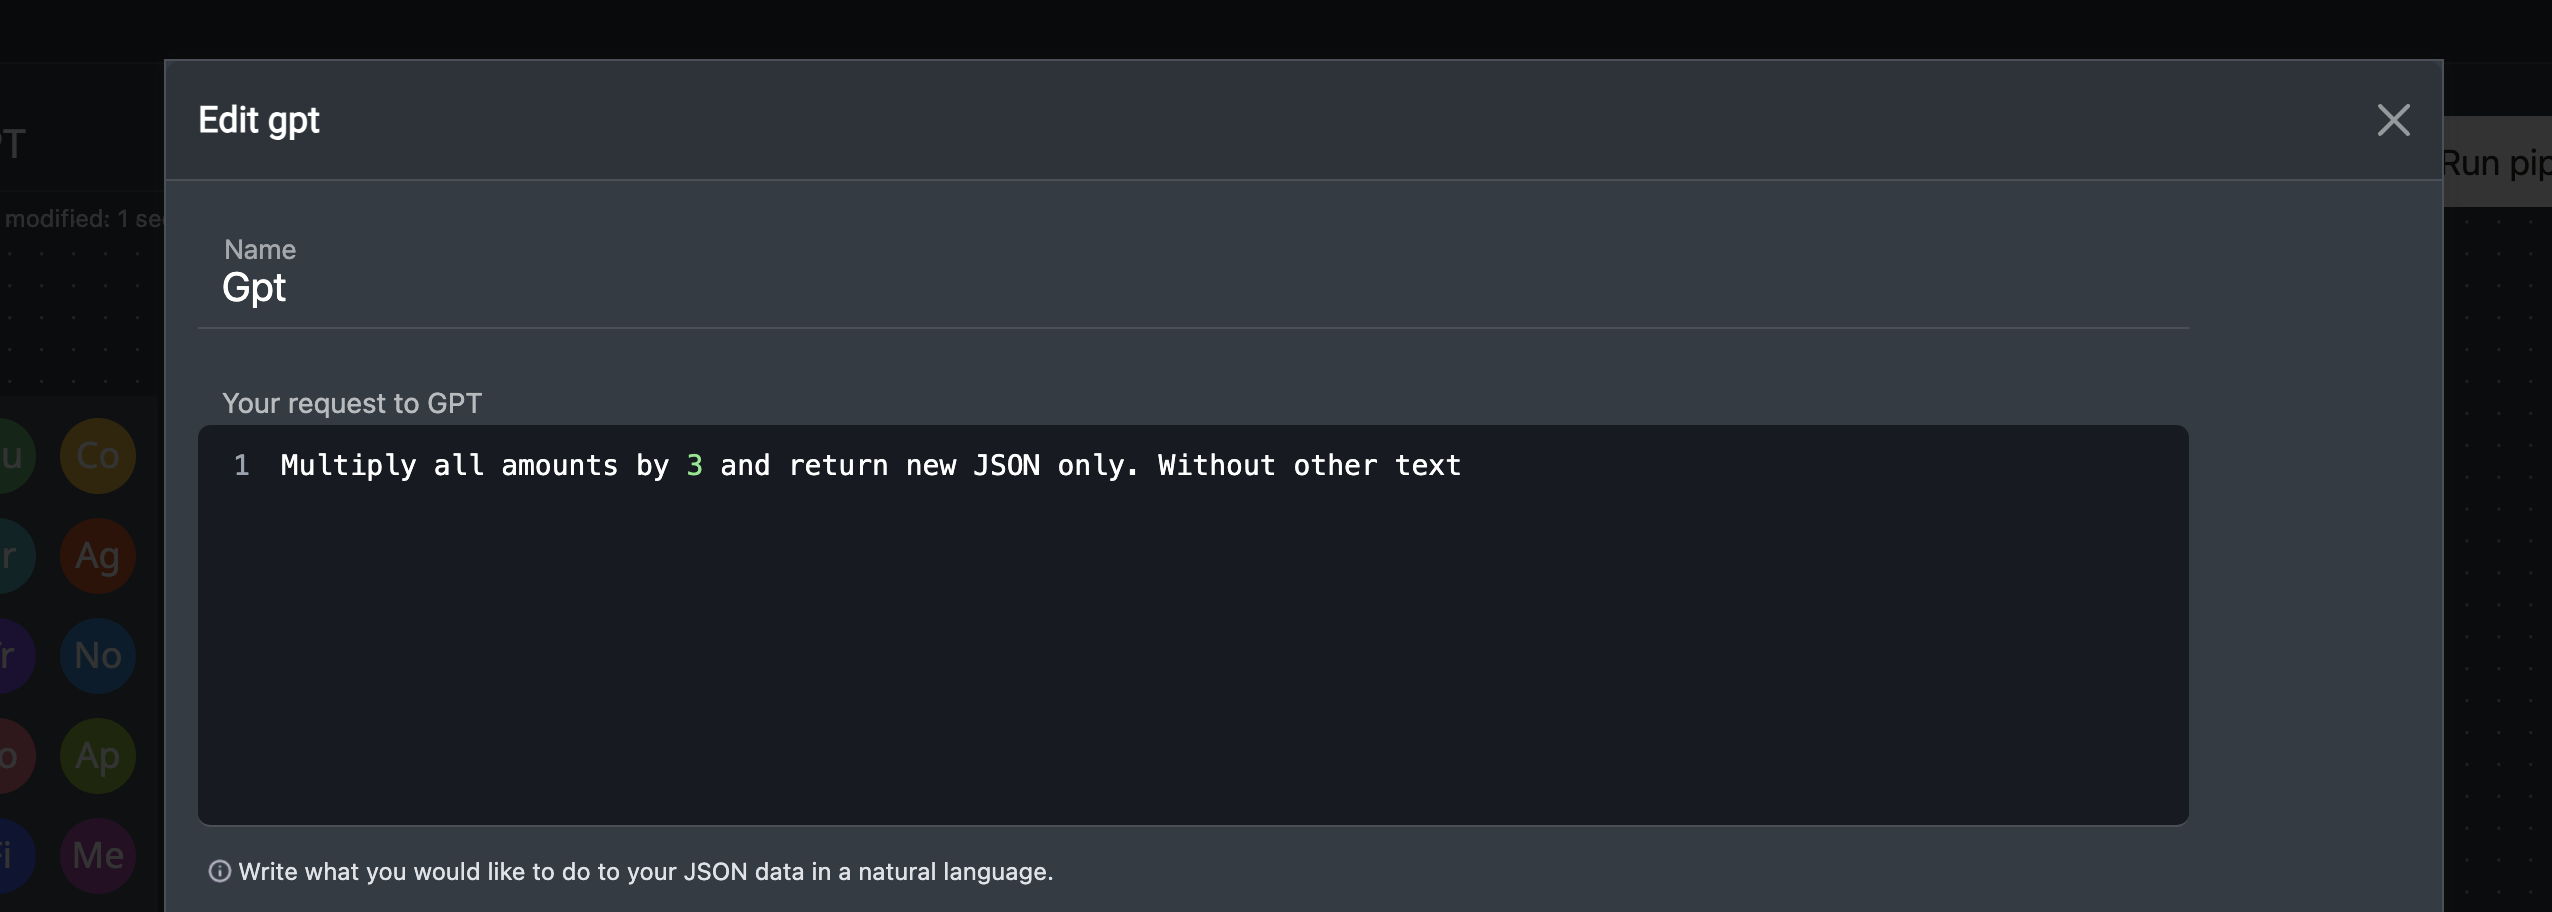 Edit gpt
PT
Run pip
modified: 1 sec
Name
Gpt
Your request to GPT
1 Multiply all amounts by 3 and return new JSON only. Without other text
u Co
r Ag
r No
o Ap
i Me
Write what you would like to do to your JSON data in a natural language.